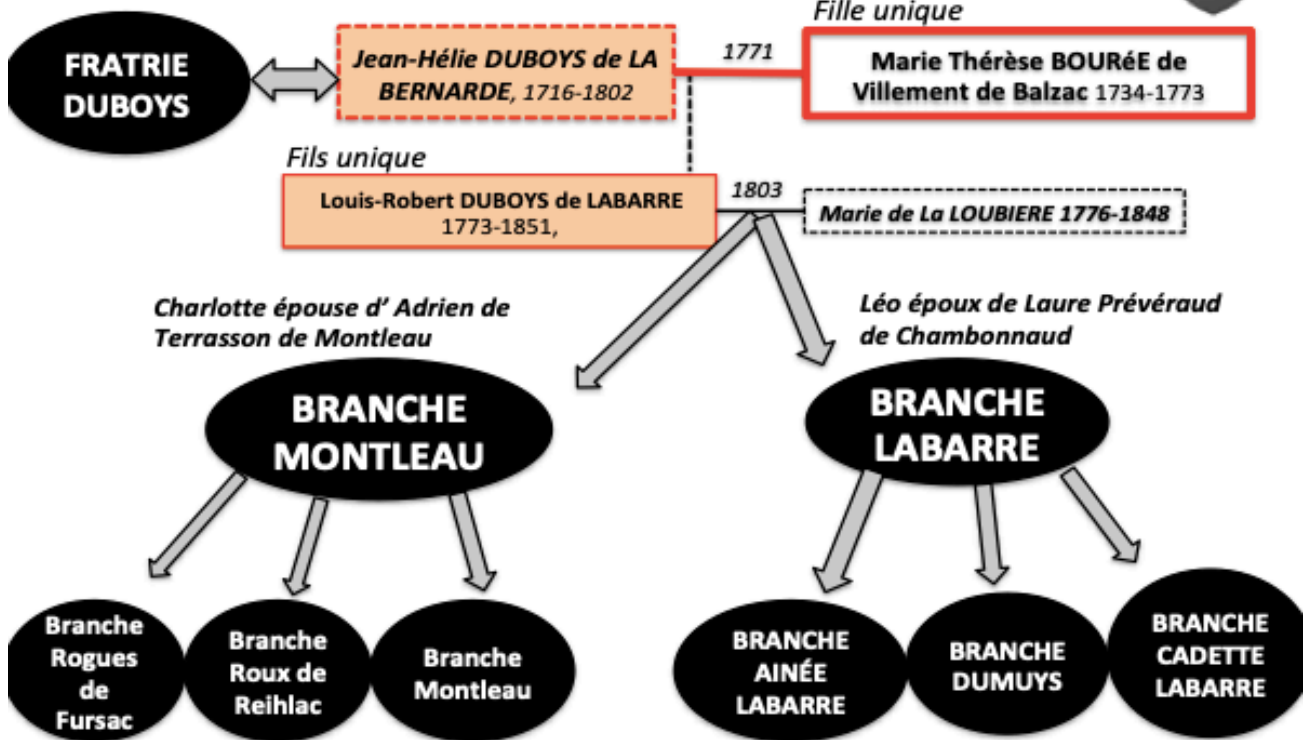 Fille unique
FRATRIE
DUBOYS
Jean-Hélie DUBOYS de LA
BERNARDE, 1716-1802
1771
Marie Thérèse BOURéE de
Villement de Balzac 1734-1773
Fils unique
Louis-Robert DUBOYS de LABARRE
1773-1851,
1803
Marie de La LOUBIERE 1776-1848
Charlotte épouse d’ Adrien de
Terrasson de Montleau
Léo époux de Laure Prévéraud
de Chambonnaud
BRANCHE
MONTLEAU
BRANCHE
LABARRE
Branche
Rogues
de
Fursac
Branche
Roux de
Reihlac
Branche
Montleau
BRANCHE
AINÉE
LABARRE
BRANCHE
DUMUYS
BRANCHE
CADETTE
LABARRE